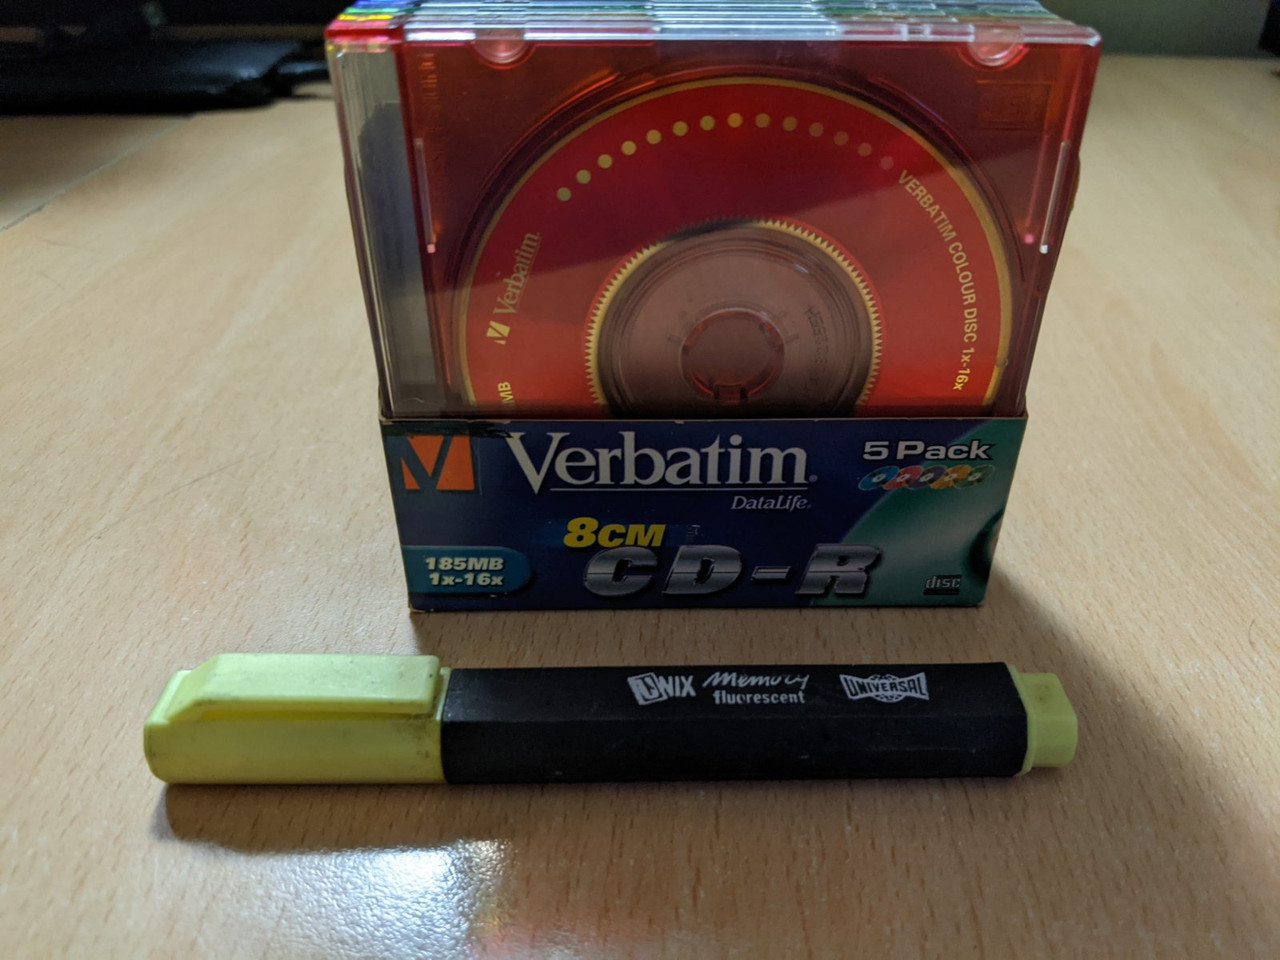 Verbatim
VERBATIM COLOUR DISC 1x-16x
MB
Verbatim
DataLife
5 Pack
8CM
CD-R
185MB
1x-16x
disc
UNIX Memory
fluorescent
UNIVERSAL